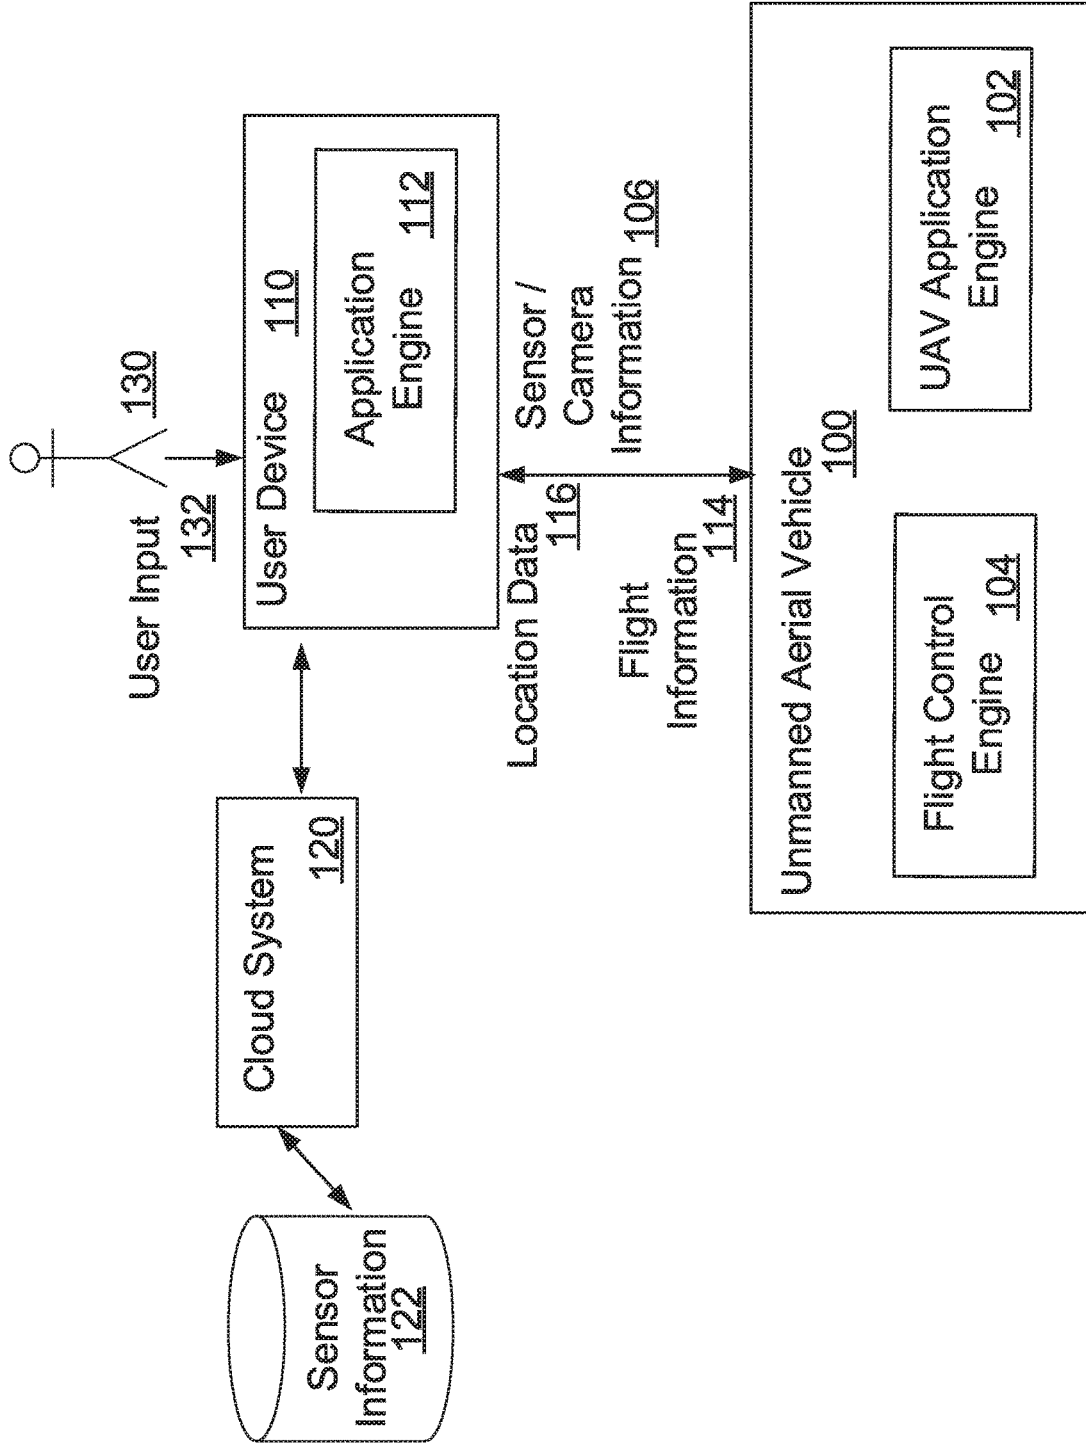 130
User Input
132
User Device
110
Application
Engine
112
Cloud System
120
Sensor
Information
122
Location Data
116
Sensor /
Camera
Information 106
Flight
Information
114
Unmanned Aerial Vehicle
100
Flight Control
Engine
104
UAV Application
Engine
102